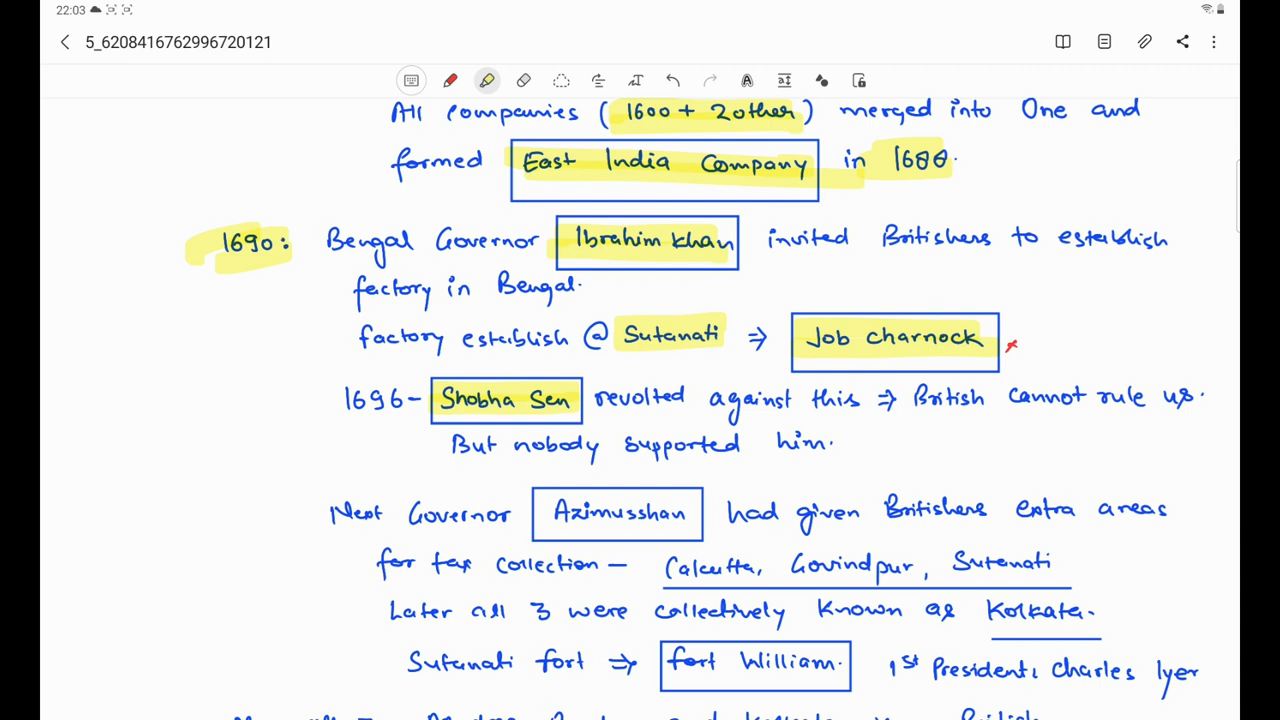 22:03
5_6208416762996720121
All companies (1600 + 2other) merged into One and
formed East India Company in 1688.
1690: Bengal Governor Ibrahim Khan invited Britishers to establish
factory in Bengal.
factory establish @ Sutanati ⇒ Job Charnock
1696 - Shobha Sen revolted against this ⇒ British cannot rule us.
But nobody supported him.
Next Governor Azimusshan had given Britishers extra areas
for tax collection - Calcutta, Govindpur, Sutanati
Later all 3 were collectively known as Kolkata.
Sutanati fort ⇒ fort William. 1st President: Charles Iyer